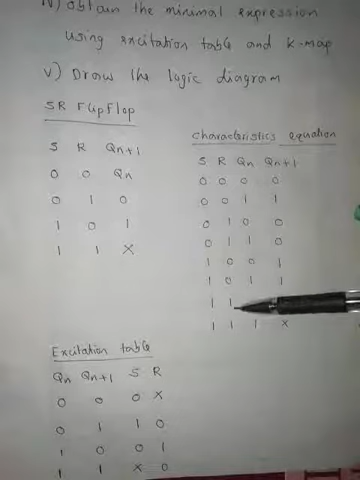 iv) obtain the minimal expression
using excitation table and k-map
v) Draw the logic diagram
SR FlipFlop
S R Qn+1
0 0 Qn
0 1 0
1 0 1
1 1 X
Characteristics equation
S R Qn Qn+1
0 0 0 0
0 0 1 1
0 1 0 0
0 1 1 0
1 0 0 1
1 0 1 1
1 1
1 1 1 X
Excitation table
Qn Qn+1 S R
0 0 0 X
0 1 1 0
1 0 0 1
1 1 X 0